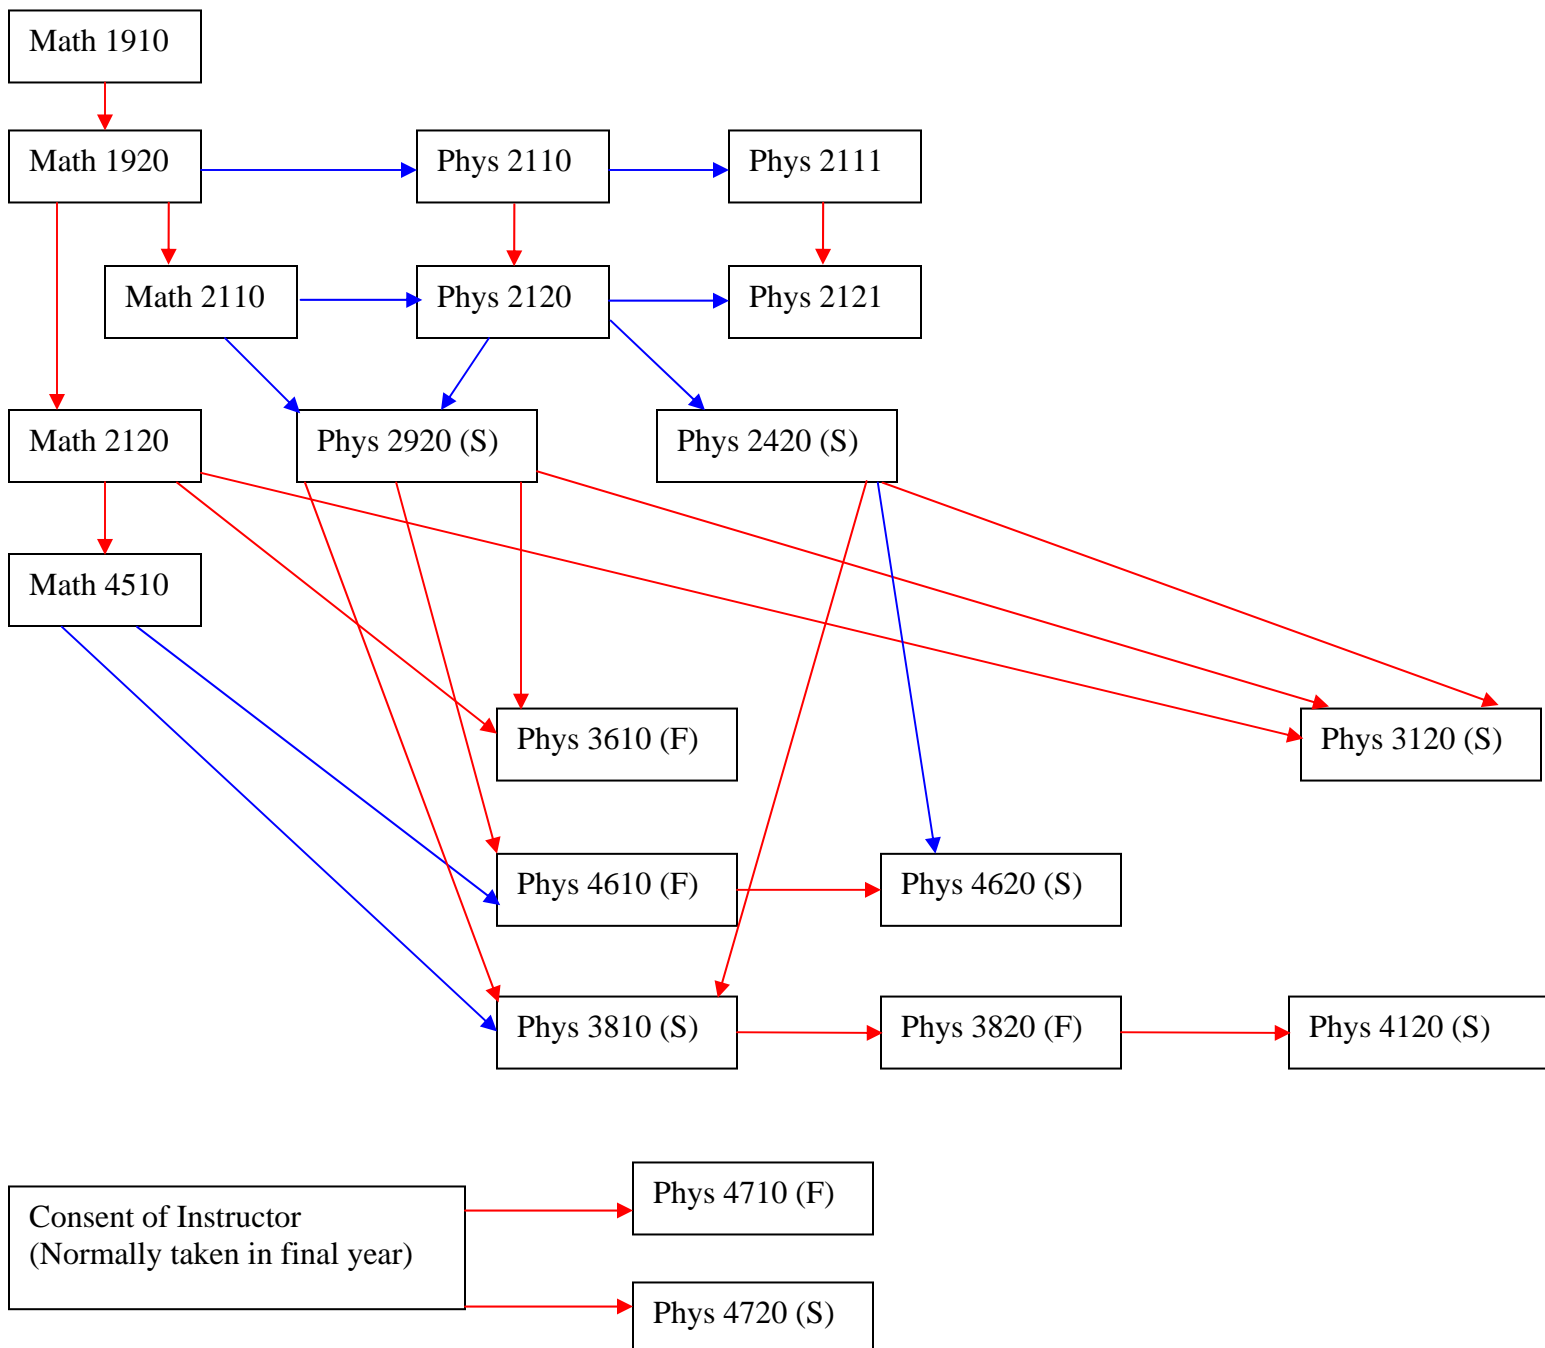 Math 1910
Math 1920
Phys 2110
Phys 2111
Math 2110
Phys 2120
Phys 2121
Math 2120
Phys 2920 (S)
Phys 2420 (S)
Math 4510
Phys 3610 (F)
Phys 3120 (S)
Phys 4610 (F)
Phys 4620 (S)
Phys 3810 (S)
Phys 3820 (F)
Phys 4120 (S)
Phys 4710 (F)
Consent of Instructor
(Normally taken in final year)
Phys 4720 (S)